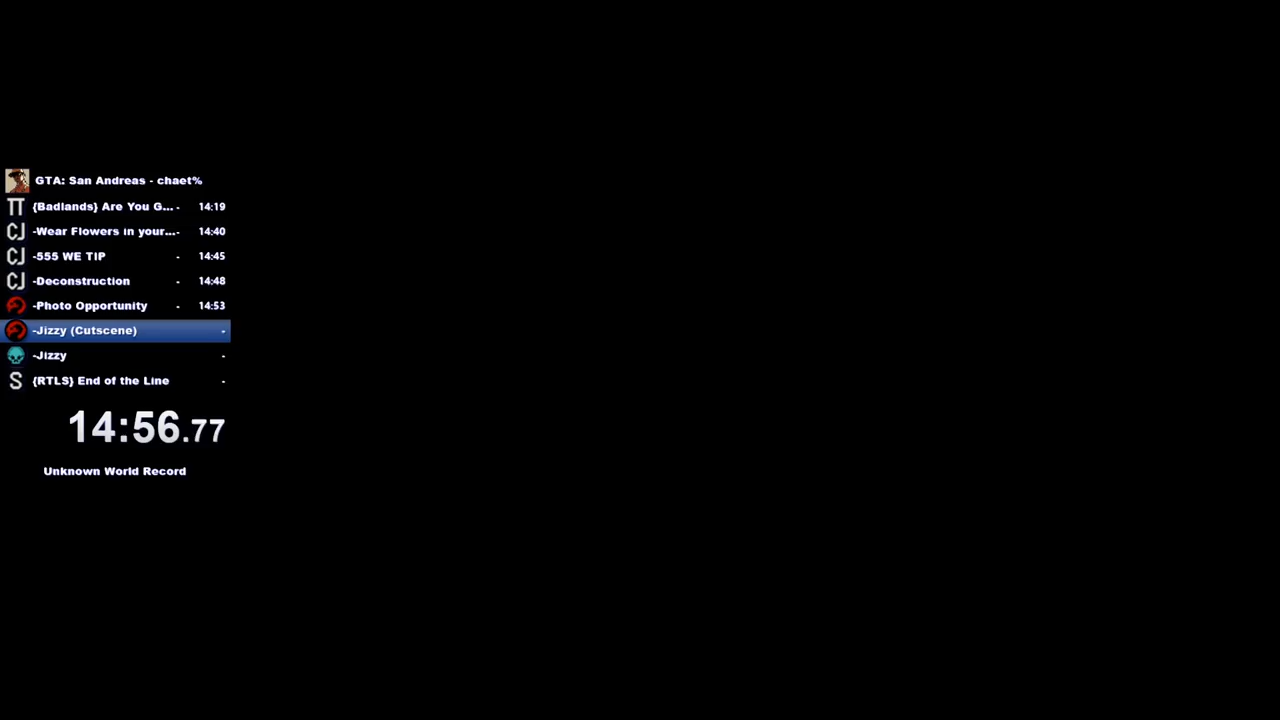 GTA: San Andreas - chaet%
{Badlands} Are You G... - 14:19
-Wear Flowers in your...- 14:40
-555 WE TIP - 14:45
-Deconstruction - 14:48
-Photo Opportunity - 14:53
-Jizzy (Cutscene) -
-Jizzy -
{RTLS} End of the Line -
14:56.77
Unknown World Record